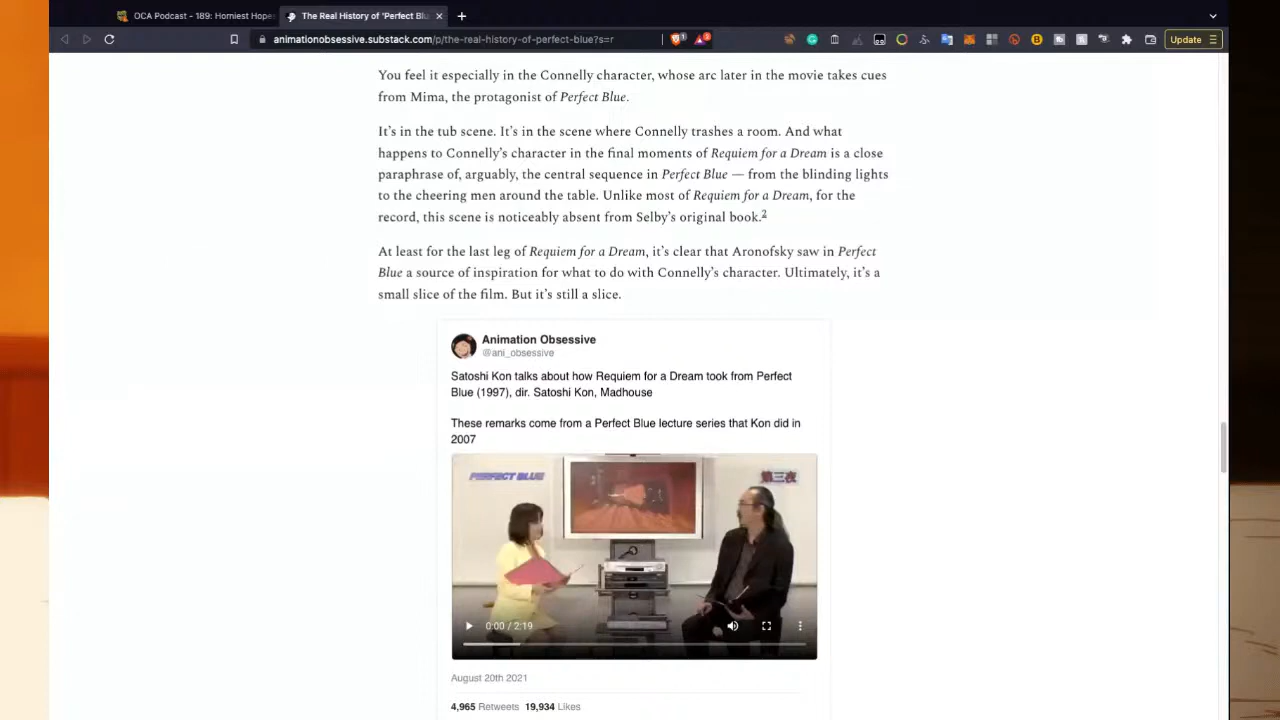 OCA Podcast - 189: Horniest Hope
The Real History of 'Perfect Blu
animationobsessive.substack.com/p/the-real-history-of-perfect-blue?s=r
1
3
Update
You feel it especially in the Connelly character, whose arc later in the movie takes cues
from Mima, the protagonist of Perfect Blue.
It's in the tub scene. It's in the scene where Connelly trashes a room. And what
happens to Connelly's character in the final moments of Requiem for a Dream is a close
paraphrase of, arguably, the central sequence in Perfect Blue — from the blinding lights
to the cheering men around the table. Unlike most of Requiem for a Dream, for the
record, this scene is noticeably absent from Selby's original book.2
At least for the last leg of Requiem for a Dream, it's clear that Aronofsky saw in Perfect
Blue a source of inspiration for what to do with Connelly's character. Ultimately, it's a
small slice of the film. But it's still a slice.
Animation Obsessive
@ani_obsessive
Satoshi Kon talks about how Requiem for a Dream took from Perfect
Blue (1997), dir. Satoshi Kon, Madhouse
These remarks come from a Perfect Blue lecture series that Kon did in
2007
PERFECT BLUE
第三夜
0:00 / 2:19
August 20th 2021
4,965 Retweets 19,934 Likes